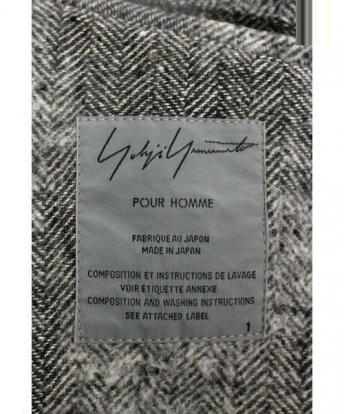 Yohji Yamamoto
POUR HOMME
FABRIQUE AU JAPON
MADE IN JAPAN
COMPOSITION ET INSTRUCTIONS DE LAVAGE
VOIR ETIQUETTE ANNEXE
COMPOSITION AND WASHING INSTRUCTIONS
SEE ATTACHED LABEL
1